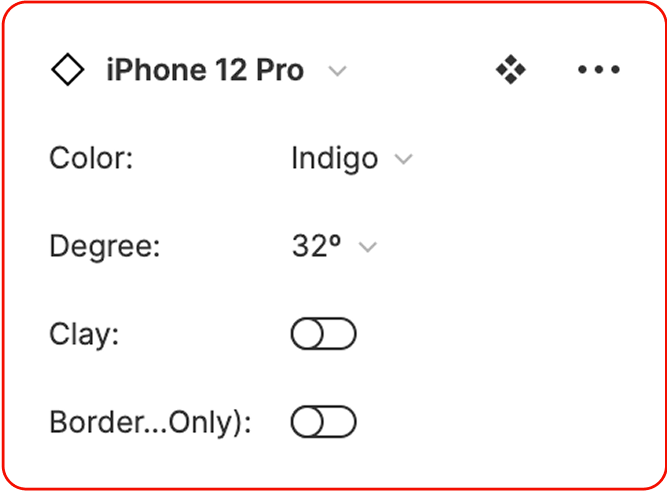 iPhone 12 Pro
Color: Indigo
Degree: 32º
Clay:
Border...Only):